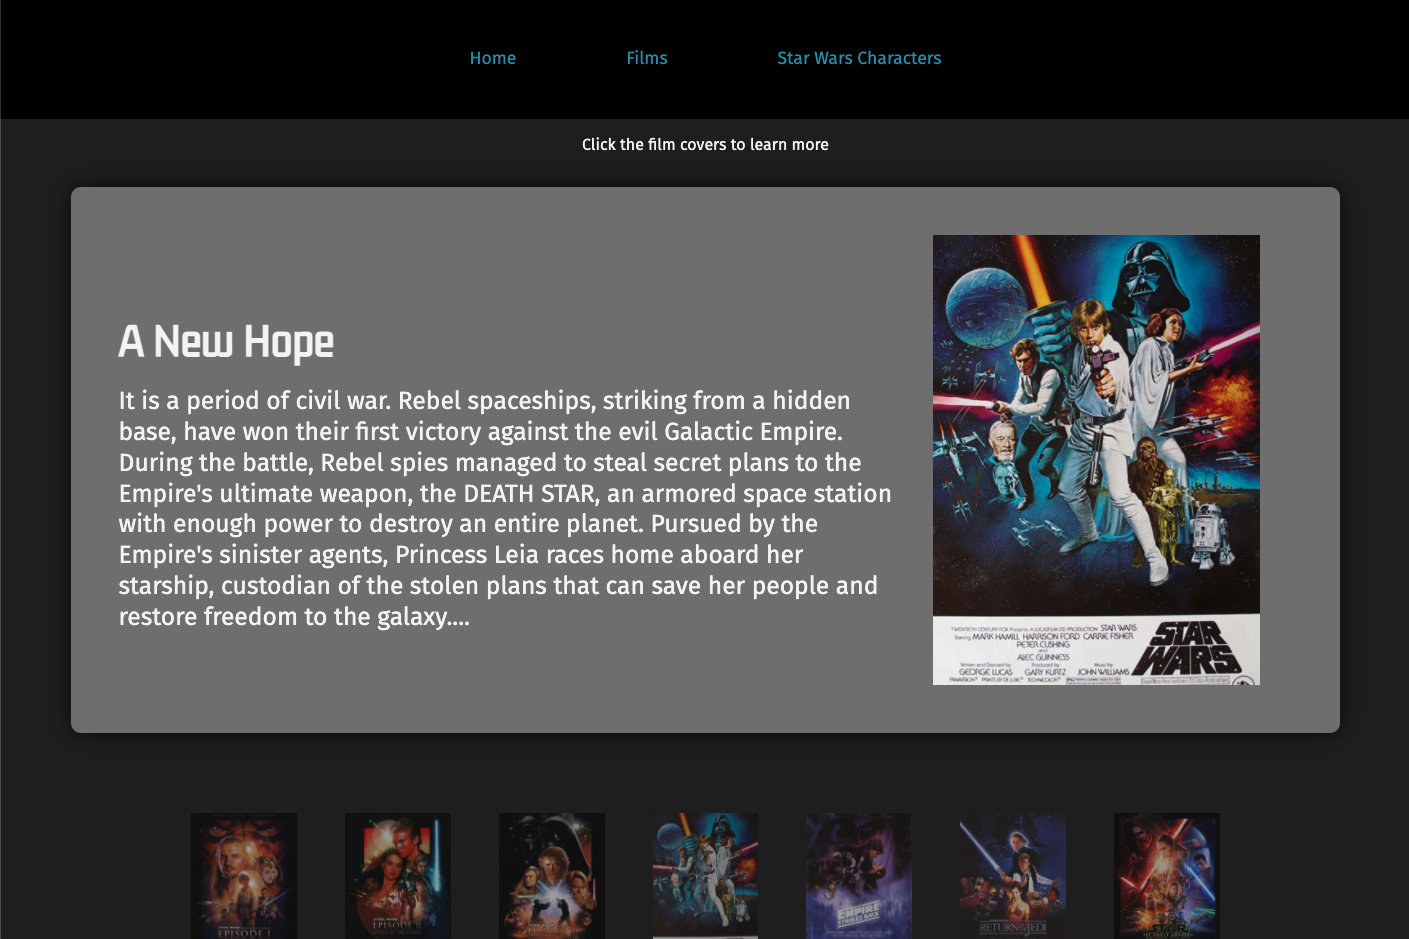 Home Films Star Wars Characters
Click the film covers to learn more
A New Hope
It is a period of civil war. Rebel spaceships, striking from a hidden
base, have won their first victory against the evil Galactic Empire.
During the battle, Rebel spies managed to steal secret plans to the
Empire's ultimate weapon, the DEATH STAR, an armored space station
with enough power to destroy an entire planet. Pursued by the
Empire's sinister agents, Princess Leia races home aboard her
starship, custodian of the stolen plans that can save her people and
restore freedom to the galaxy....
TWENTIETH CENTURY-FOX Presents A LUCASFILM LTD PRODUCTION STAR WARS
Starring MARK HAMILL HARRISON FORD CARRIE FISHER
PETER CUSHING
and
ALEC GUINNESS
Written and Directed by GEORGE LUCAS
Produced by GARY KURTZ
Music by JOHN WILLIAMS
PANAVISION® PRINTS BY DE LUXE® TECHNICOLOR®
STAR
WARS
EPISODE I
STAR WARS
EPISODE II
EMPIRE
STRIKES BACK
RETURN OF THE JEDI
STAR